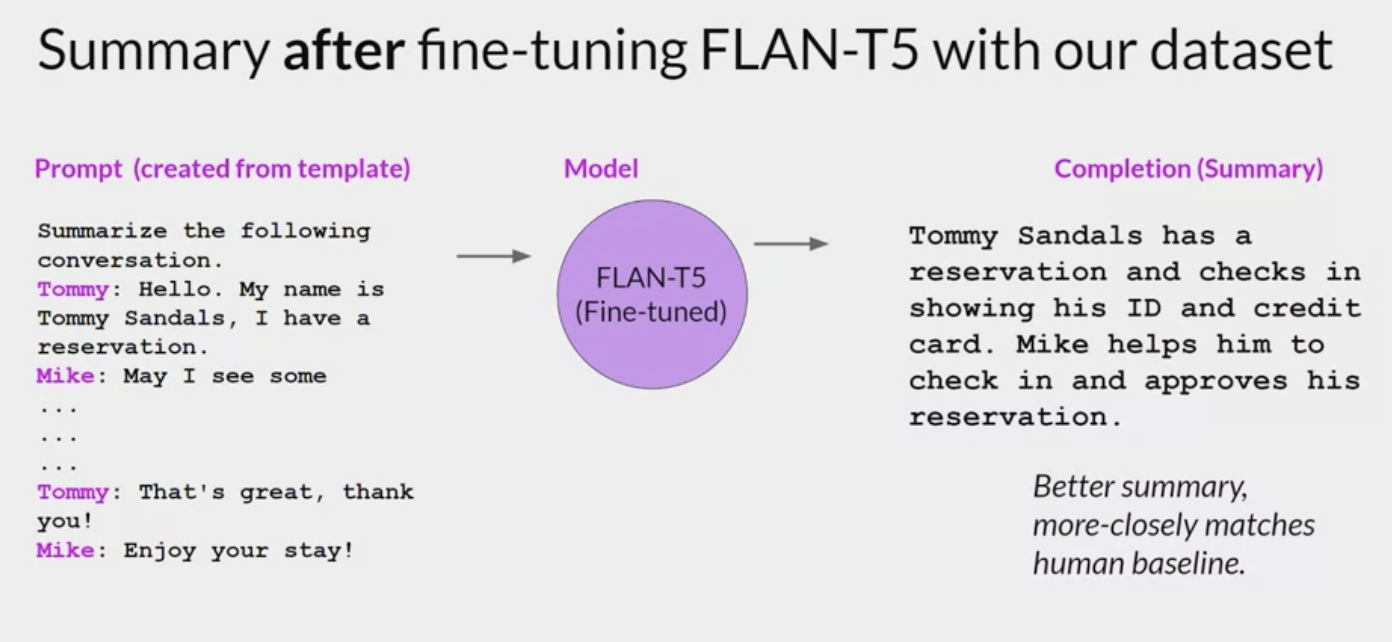 Summary after fine-tuning FLAN-T5 with our dataset
Prompt (created from template)
Summarize the following
conversation.
Tommy: Hello. My name is
Tommy Sandals, I have a
reservation.
Mike: May I see some
...
...
...
Tommy: That's great, thank
you!
Mike: Enjoy your stay!
Model
FLAN-T5
(Fine-tuned)
Completion (Summary)
Tommy Sandals has a
reservation and checks in
showing his ID and credit
card. Mike helps him to
check in and approves his
reservation.
Better summary,
more-closely matches
human baseline.